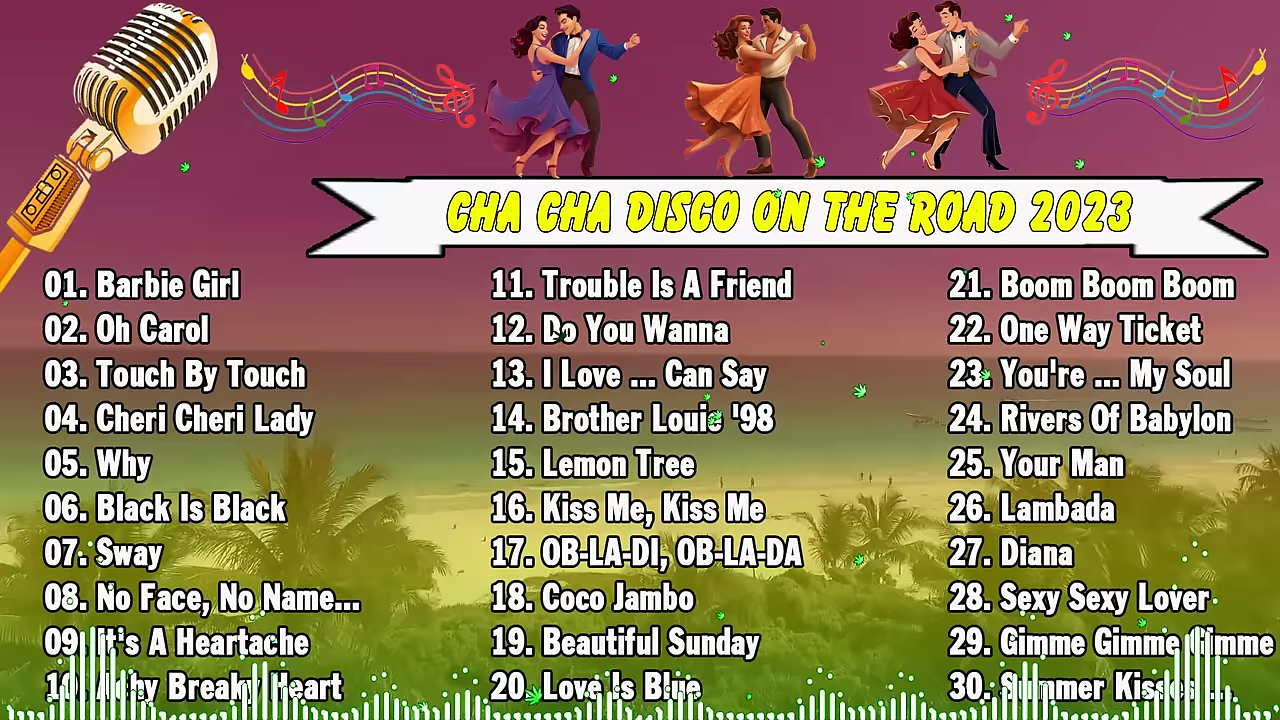 CHA CHA DISCO ON THE ROAD 2023
01. Barbie Girl
02. Oh Carol
03. Touch By Touch
04. Cheri Cheri Lady
05. Why
06. Black Is Black
07. Sway
08. No Face, No Name...
09. It's A Heartache
10. Achy Breaky Heart
11. Trouble Is A Friend
12. Do You Wanna
13. I Love ... Can Say
14. Brother Louie '98
15. Lemon Tree
16. Kiss Me, Kiss Me
17. OB-LA-DI, OB-LA-DA
18. Coco Jambo
19. Beautiful Sunday
20. Love Is Blue
21. Boom Boom Boom
22. One Way Ticket
23. You're ... My Soul
24. Rivers Of Babylon
25. Your Man
26. Lambada
27. Diana
28. Sexy Sexy Lover
29. Gimme Gimme Gimme
30. Summer Kisses ...